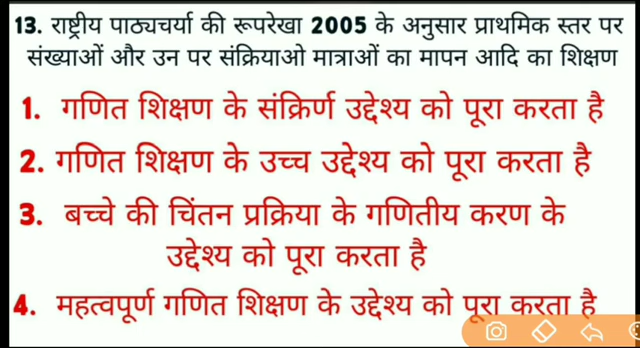 13. राष्ट्रीय पाठ्यचर्या की रूपरेखा 2005 के अनुसार प्राथमिक स्तर पर
संख्याओं और उन पर संक्रियाओ मात्राओं का मापन आदि का शिक्षण
1. गणित शिक्षण के संक्रिर्ण उद्देश्य को पूरा करता है
2. गणित शिक्षण के उच्च उद्देश्य को पूरा करता है
3. बच्चे की चिंतन प्रक्रिया के गणितीय करण के
उद्देश्य को पूरा करता है
4. महत्वपूर्ण गणित शिक्षण के उद्देश्य को पूरा करता है